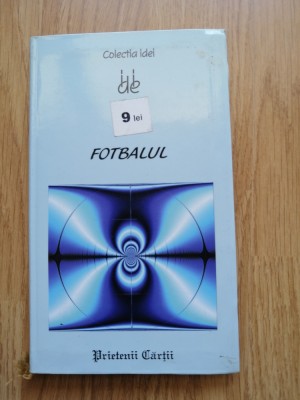 Colecția Idei
idei
9 lei
FOTBALUL
Prietenii Cărții